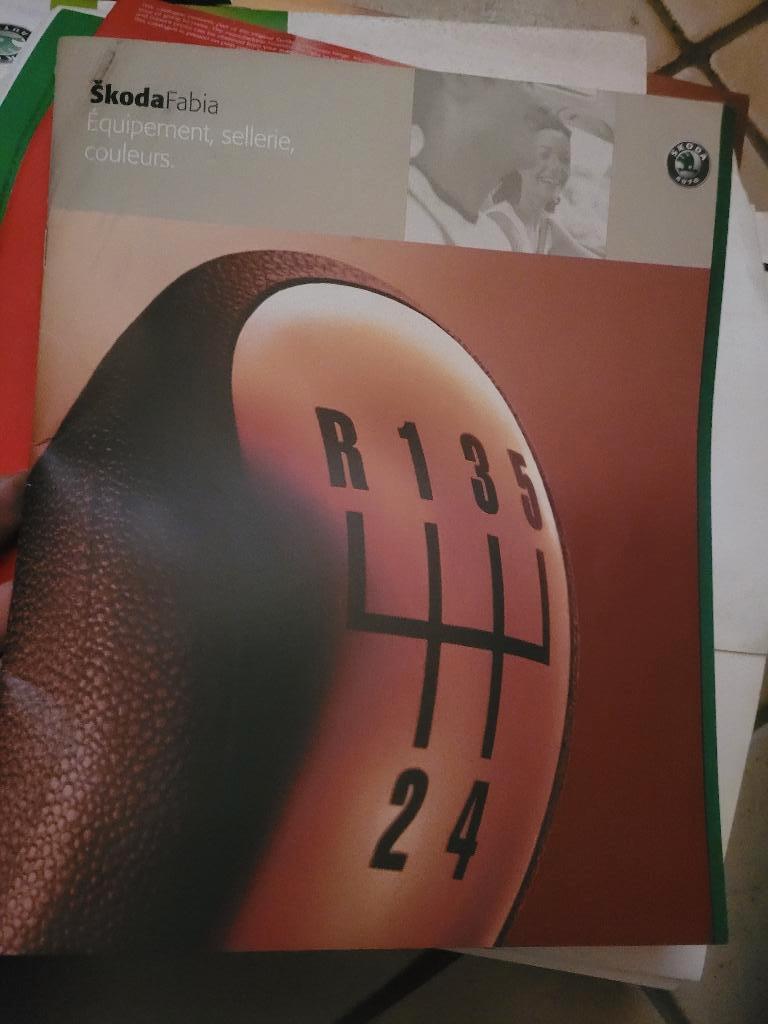 ŠkodaFabia
Équipement, sellerie,
couleurs.
ŠKODA
AUTO
R 1 3 5
2 4